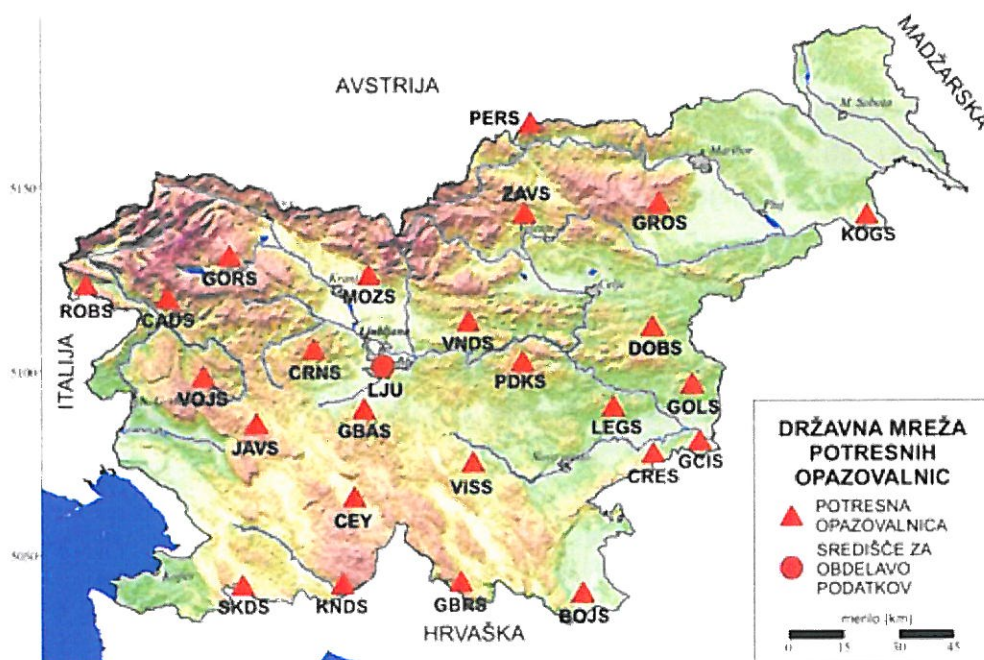 AVSTRIJA
MADŽARSKA
PERS
M. Sobota
Maribor
5150
ZAVS
GROS
Ptuj
KOGS
GORS
MOZS
Kranj
Celje
ROBS
CADS
Ljubljana
VNDS
DOBS
ITALIJA
CRNS
5100
LJU
PDKS
VOJS
GOLS
GBAS
LEGS
JAVS
GCIS
CRES
VISS
CEY
5050
Koper
SKDS
KNDS
GBRS
BOJS
HRVAŠKA
DRŽAVNA MREŽA
POTRESNIH
OPAZOVALNIC
POTRESNA
OPAZOVALNICA
SREDIŠČE ZA
OBDELAVO
PODATKOV
merilo [km]
0 15 30 45